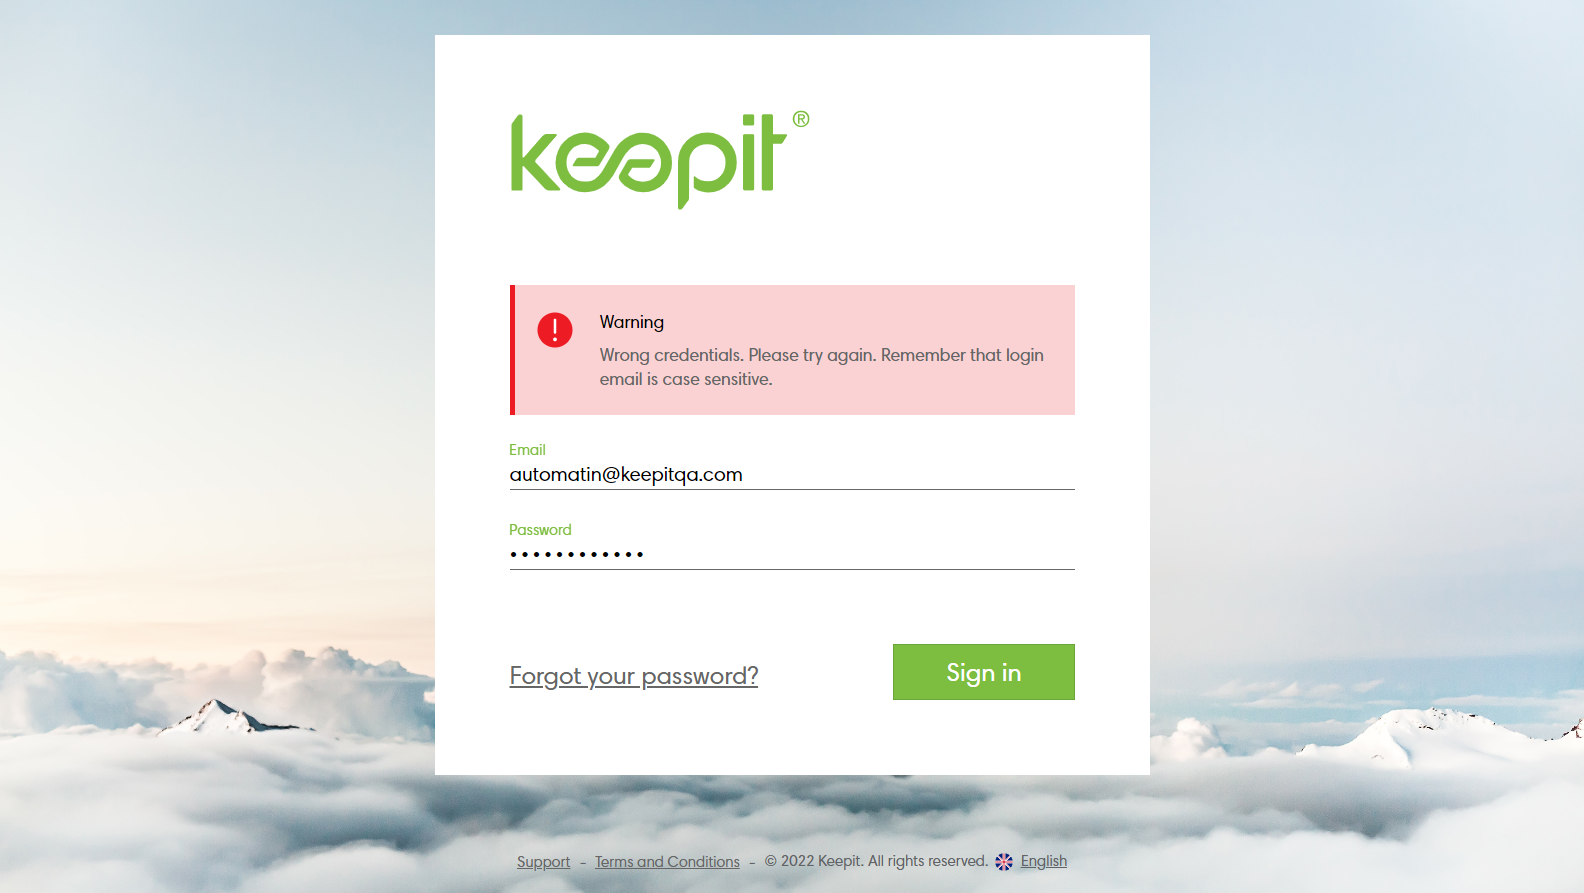 keepit®
Warning
Wrong credentials. Please try again. Remember that login
email is case sensitive.
Email
automatin@keepitqa.com
Password
••••••••••••
Forgot your password?
Sign in
Support - Terms and Conditions - © 2022 Keepit. All rights reserved. English